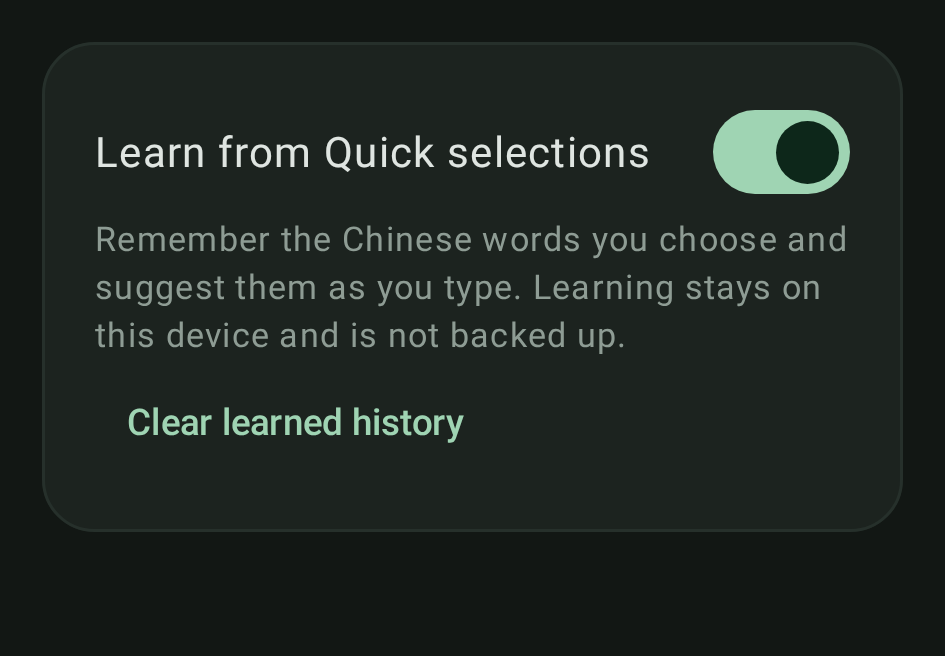 Learn from Quick selections
Remember the Chinese words you choose and
suggest them as you type. Learning stays on
this device and is not backed up.
Clear learned history